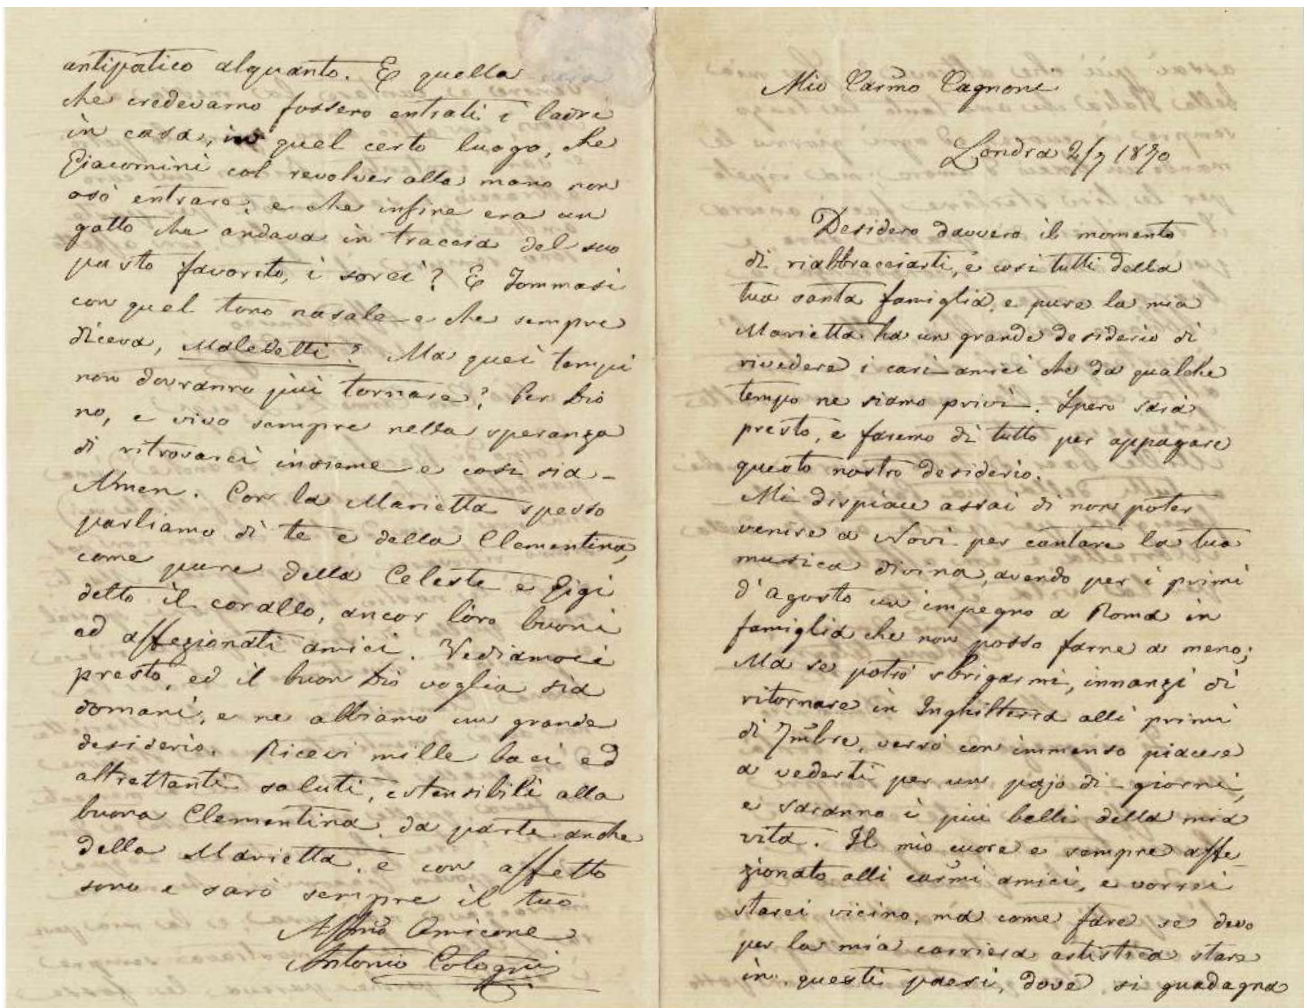 antipatico alquanto. E quella
che credevamo fossero entrati i ladri
in casa, in quel certo luogo, che
Giacomini col revolver alla mano non
osò entrare, e che infine era un
gatto che andava in traccia del suo
pasto favorito, i sorci? E Tommasi
con quel tono nasale e che sempre
diceva, Maledetti? Ma quei tempi
non dovranno più tornare? Per Dio
no, e vivo sempre nella speranza
di ritrovarci insieme e così sia -
Amen. Con la Marietta spesso
parliamo di te e della Clementina,
come pure della Celeste e Gigi
detto il corallo, ancor loro buoni
ed affezionati amici. Vediamoci
presto, ed il buon Dio voglia sia
domani, e ne abbiamo un grande
desiderio. Ricevi mille baci ed
altrettanti saluti, estensibili alla
buona Clementina, da parte anche
della Marietta, e con affetto
sono e sarò sempre il tuo
Affmo Amicone
Antonio Cotogni
Mio Carmo Cagnoni
Londra 2/7 1870
Desidero davvero il momento
di riabbracciarti, e così tutti della
tua santa famiglia, e pure la mia
Marietta ha un grande desiderio di
rivedere i cari amici che da qualche
tempo ne siamo privi. Spero sarà
presto, e faremo di tutto per appagare
questo nostro desiderio.
Mi dispiace assai di non poter
venire a Novi per cantare la tua
musica divina, avendo per i primi
d'Agosto un impegno a Roma in
famiglia che non posso farne a meno;
Ma se potrò sbrigarmi, innanzi di
ritornare in Inghilterra alli primi
di 7mbre, verrò con immenso piacere
a vederti per un pajo di giorni,
e saranno i più belli della mia
vita. Il mio cuore e sempre affe
zionato alli carmi amici, e vorrei
starci vicino, ma come fare se devo
per la mia carriera artistica stare
in questi paesi, dove si guadagna